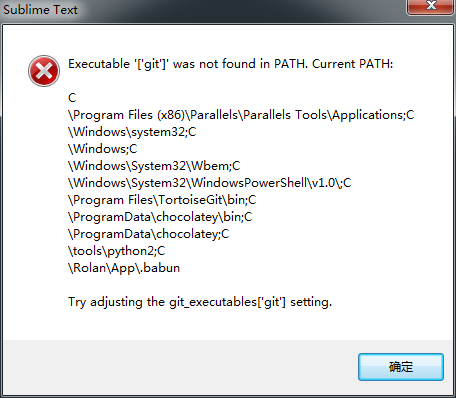 Sublime Text
Executable '['git']' was not found in PATH. Current PATH:
C
\Program Files (x86)\Parallels\Parallels Tools\Applications;C
\Windows\system32;C
\Windows;C
\Windows\System32\Wbem;C
\Windows\System32\WindowsPowerShell\v1.0\;C
\Program Files\TortoiseGit\bin;C
\ProgramData\chocolatey\bin;C
\ProgramData\chocolatey;C
\tools\python2;C
\Rolan\App\.babun
Try adjusting the git_executables['git'] setting.
确定